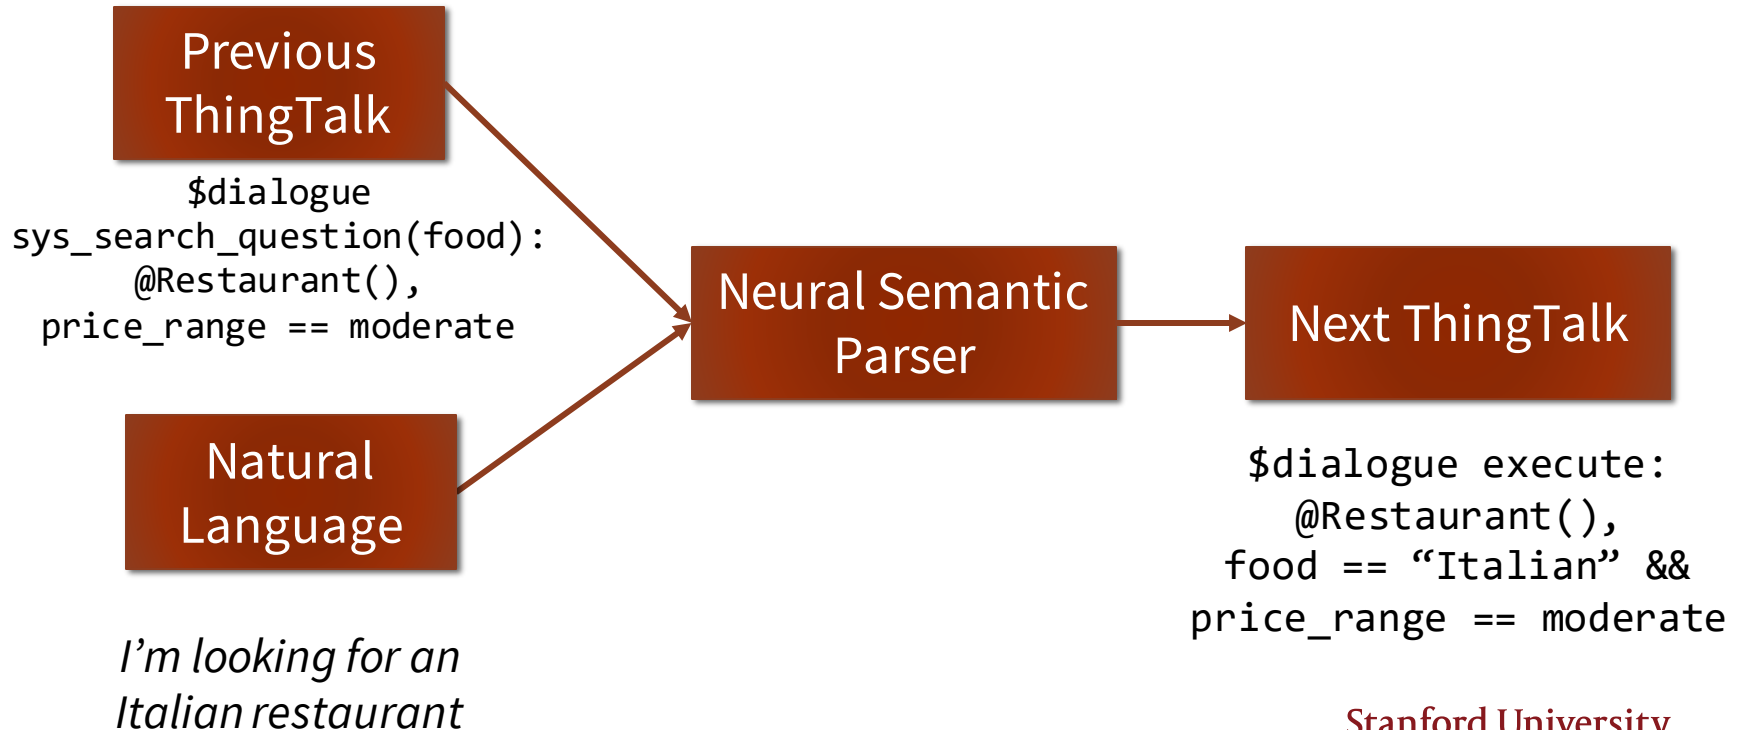 Previous
ThingTalk
$dialogue
sys_search_question(food):
@Restaurant(),
price_range == moderate
Natural
Language
I’m looking for an
Italian restaurant
Neural Semantic
Parser
Next ThingTalk
$dialogue execute:
@Restaurant(),
food == “Italian” &&
price_range == moderate
Stanford University